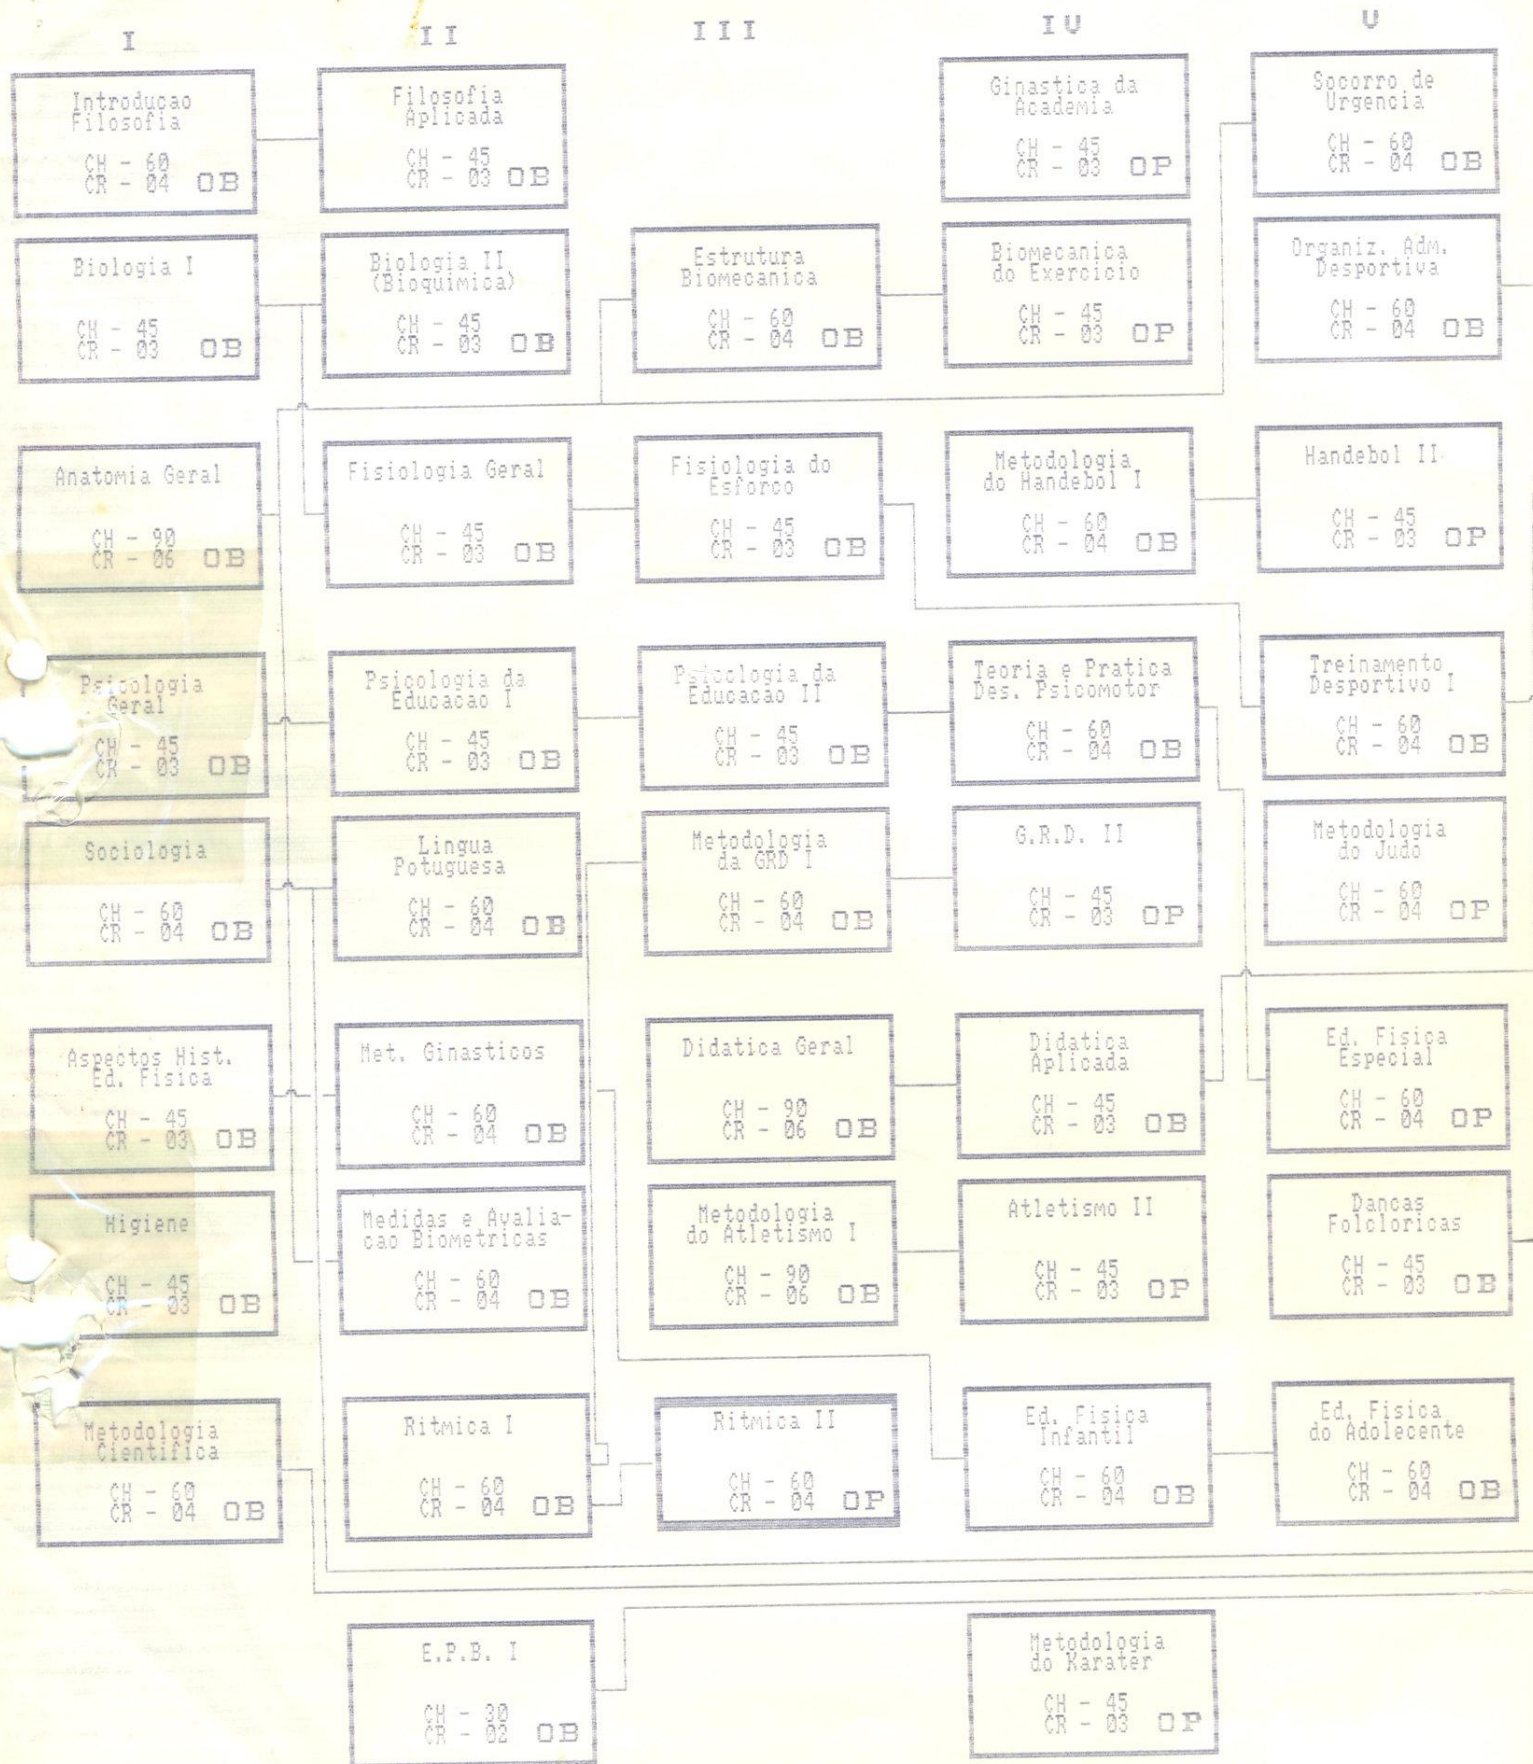 I
II
III
IV
V
Introducao
Filosofia
CH - 60
CR - 04 OB
Filosofia
Aplicada
CH - 45
CR - 03 OB
Ginastica da
Academia
CH - 45
CR - 03 OP
Socorro de
Urgencia
CH - 60
CR - 04 OB
Biologia I
CH - 45
CR - 03 OB
Biologia II
(Bioquimica)
CH - 45
CR - 03 OB
Estrutura
Biomecanica
CH - 60
CR - 04 OB
Biomecanica
do Exercicio
CH - 45
CR - 03 OP
Organiz. Adm.
Desportiva
CH - 60
CR - 04 OB
Anatomia Geral
CH - 90
CR - 06 OB
Fisiologia Geral
CH - 45
CR - 03 OB
Fisiologia do
Esforco
CH - 45
CR - 03 OB
Metodologia
do Handebol I
CH - 60
CR - 04 OB
Handebol II
CH - 45
CR - 03 OP
Psicologia
Geral
CH - 45
CR - 03 OB
Psicologia da
Educacao I
CH - 45
CR - 03 OB
Psicologia da
Educacao II
CH - 45
CR - 03 OB
Teoria e Pratica
Des. Psicomotor
CH - 60
CR - 04 OB
Treinamento
Desportivo I
CH - 60
CR - 04 OB
Sociologia
CH - 60
CR - 04 OB
Lingua
Potuguesa
CH - 60
CR - 04 OB
Metodologia
da GRD I
CH - 60
CR - 04 OB
G.R.D. II
CH - 45
CR - 03 OP
Metodologia
do Judo
CH - 60
CR - 04 OP
Aspectos Hist.
Ed. Fisica
CH - 45
CR - 03 OB
Met. Ginasticos
CH - 60
CR - 04 OB
Didatica Geral
CH - 90
CR - 06 OB
Didatica
Aplicada
CH - 45
CR - 03 OB
Ed. Fisica
Especial
CH - 60
CR - 04 OP
Higiene
CH - 45
CR - 03 OB
Medidas e Avalia-
cao Biometricas
CH - 60
CR - 04 OB
Metodologia
do Atletismo I
CH - 90
CR - 06 OB
Atletismo II
CH - 45
CR - 03 OP
Dancas
Folcloricas
CH - 45
CR - 03 OB
Metodologia
Cientifica
CH - 60
CR - 04 OB
Ritmica I
CH - 60
CR - 04 OB
Ritmica II
CH - 60
CR - 04 OP
Ed. Fisica
Infantil
CH - 60
CR - 04 OB
Ed. Fisica
do Adolecente
CH - 60
CR - 04 OB
E.P.B. I
CH - 30
CR - 02 OB
Metodologia
do Karater
CH - 45
CR - 03 OP